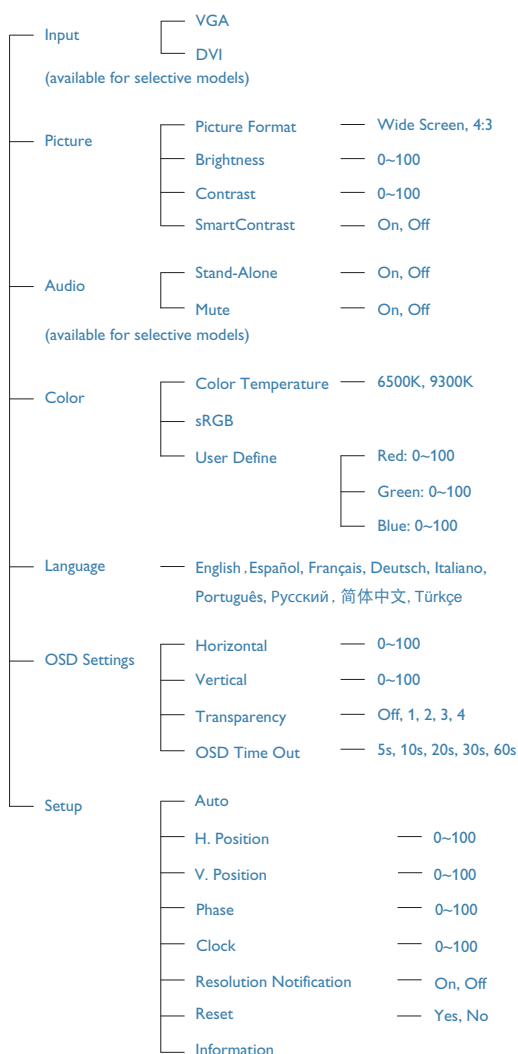 Input
VGA
DVI
(available for selective models)
Picture
Picture Format Wide Screen, 4:3
Brightness 0~100
Contrast 0~100
SmartContrast On, Off
Audio
Stand-Alone On, Off
Mute On, Off
(available for selective models)
Color
Color Temperature 6500K, 9300K
sRGB
User Define Red: 0~100
Green: 0~100
Blue: 0~100
Language English , Español, Français, Deutsch, Italiano,
Português, Русский , 简体中文, Türkçe
OSD Settings
Horizontal 0~100
Vertical 0~100
Transparency Off, 1, 2, 3, 4
OSD Time Out 5s, 10s, 20s, 30s, 60s
Setup
Auto
H. Position 0~100
V. Position 0~100
Phase 0~100
Clock 0~100
Resolution Notification On, Off
Reset Yes, No
Information